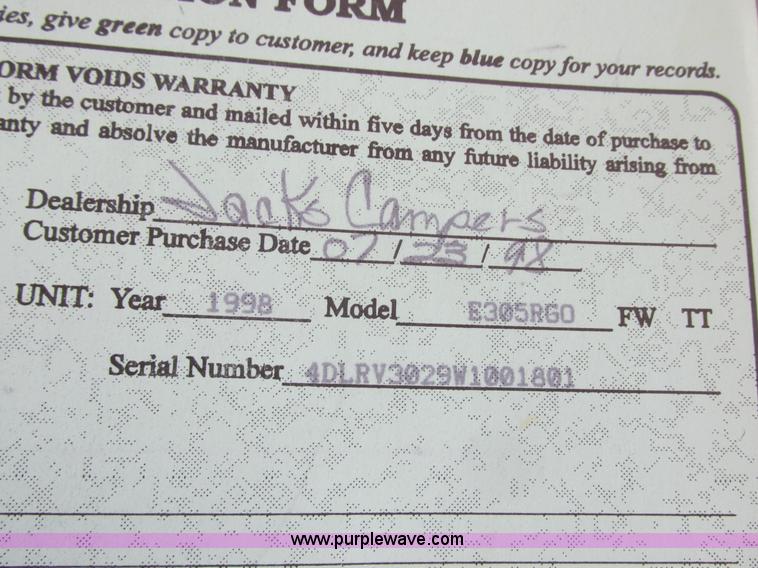 FORM
ies, give green copy to customer, and keep blue copy for your records.
ORM VOIDS WARRANTY
by the customer and mailed within five days from the date of purchase to
anty and absolve the manufacturer from any future liability arising from
Dealership Jacks Campers
Customer Purchase Date 07 / 23 / 98
UNIT: Year 1998 Model E305RGO FW TT
Serial Number 4DLRV3029W1001801
www.purplewave.com